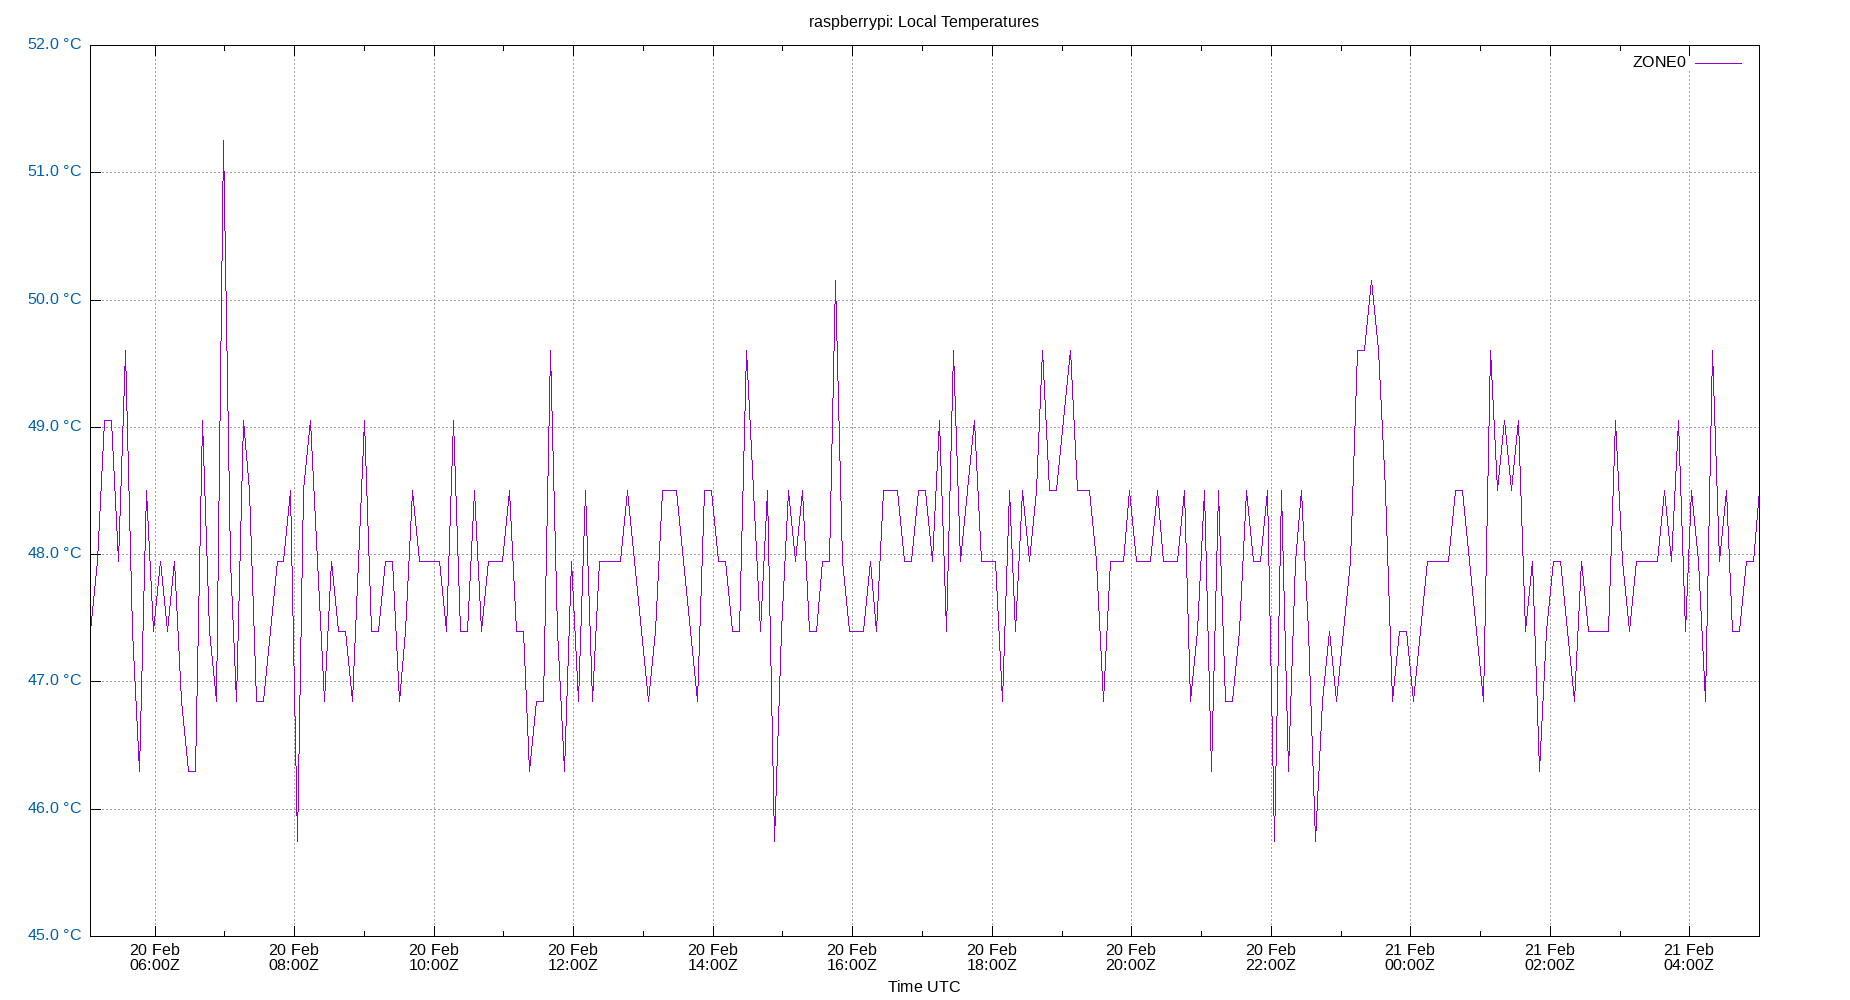 raspberrypi: Local Temperatures
ZONE0
52.0 °C
51.0 °C
50.0 °C
49.0 °C
48.0 °C
47.0 °C
46.0 °C
45.0 °C
20 Feb 20 Feb 20 Feb 20 Feb 20 Feb 20 Feb 20 Feb 20 Feb 20 Feb 21 Feb 21 Feb 21 Feb
06:00Z 08:00Z 10:00Z 12:00Z 14:00Z 16:00Z 18:00Z 20:00Z 22:00Z 00:00Z 02:00Z 04:00Z
Time UTC